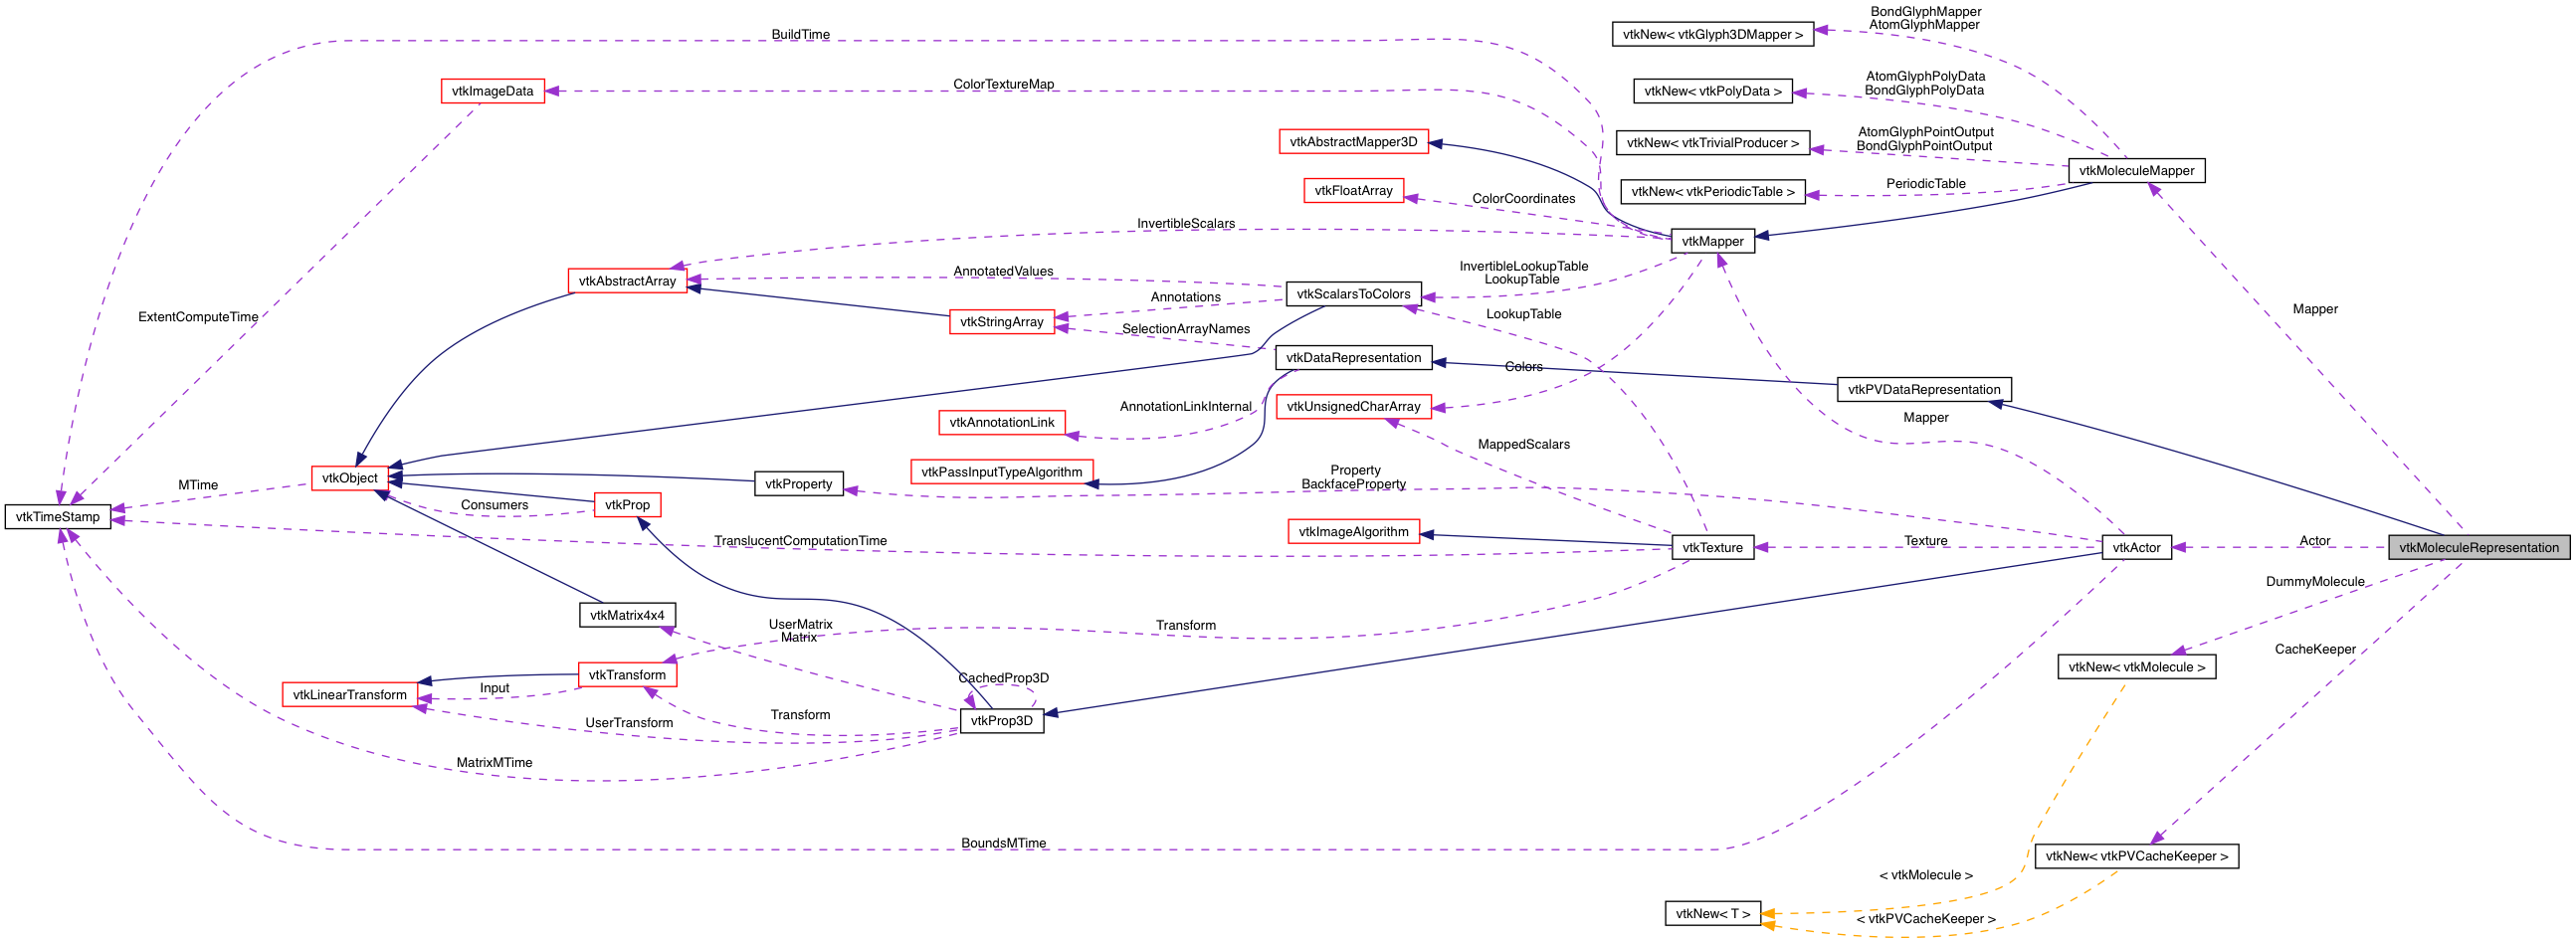 BondGlyphMapper
AtomGlyphMapper
BuildTime
vtkNew< vtkGlyph3DMapper >
ColorTextureMap
AtomGlyphPolyData
BondGlyphPolyData
vtkImageData
vtkNew< vtkPolyData >
AtomGlyphPointOutput
BondGlyphPointOutput
vtkAbstractMapper3D
vtkNew< vtkTrivialProducer >
vtkMoleculeMapper
PeriodicTable
vtkFloatArray
vtkNew< vtkPeriodicTable >
ColorCoordinates
InvertibleScalars
vtkMapper
InvertibleLookupTable
LookupTable
AnnotatedValues
vtkAbstractArray
vtkScalarsToColors
Annotations
Mapper
ExtentComputeTime
vtkStringArray
LookupTable
SelectionArrayNames
vtkDataRepresentation
Colors
vtkPVDataRepresentation
AnnotationLinkInternal
vtkUnsignedCharArray
Mapper
vtkAnnotationLink
MappedScalars
vtkPassInputTypeAlgorithm
Property
BackfaceProperty
vtkObject
MTime
vtkProperty
Consumers
vtkProp
vtkTimeStamp
vtkImageAlgorithm
TranslucentComputationTime
vtkTexture
Texture
vtkActor
Actor
vtkMoleculeRepresentation
DummyMolecule
vtkMatrix4x4
UserMatrix
Matrix
Transform
CacheKeeper
vtkNew< vtkMolecule >
vtkTransform
CachedProp3D
Input
vtkLinearTransform
UserTransform
Transform
vtkProp3D
MatrixMTime
BoundsMTime
vtkNew< vtkPVCacheKeeper >
< vtkMolecule >
vtkNew< T >
< vtkPVCacheKeeper >